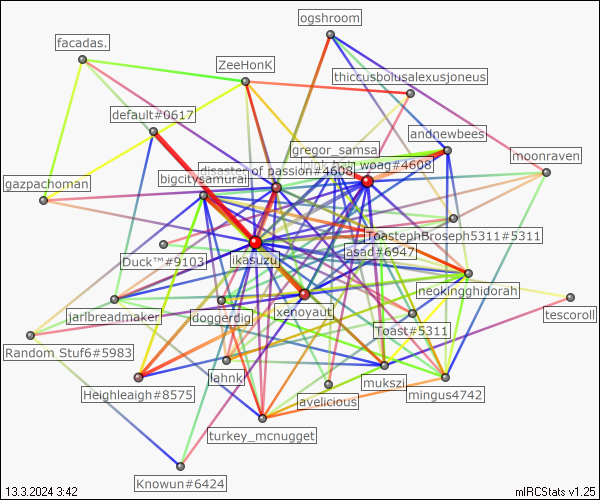 ogshroom
facadas.
ZeeHonK
thiccusbolusalexusjoneus
default#0617
andnewbees
gregor_samsa
woag#4608
moonraven
disaster of passion#4608
bigcitysamurai
gazpachoman
ToastephBroseph5311#5311
asad#6947
Duck™#9103
ikasuzu
neokingghidorah
xenoyaut
tescoroll
jarlbreadmaker
doggerdig
Toast#5311
Random Stuf6#5983
lahnk
mukszi
Heighleaigh#8575
avelicious
mingus4742
turkey_mcnugget
Knowun#6424
13.3.2024 3:42
mIRCStats v1.25